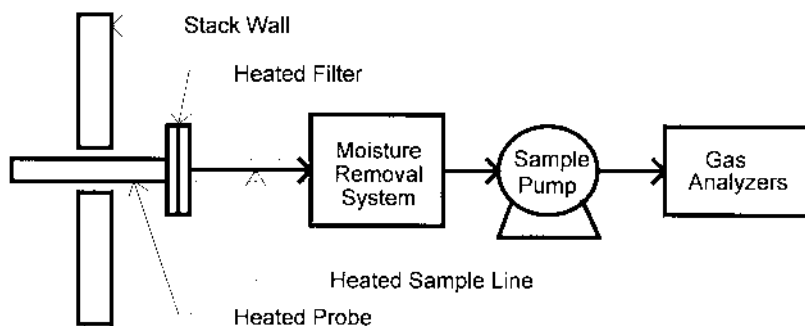 Stack Wall
Heated Filter
Moisture
Removal
System
Sample
Pump
Gas
Analyzers
Heated Sample Line
Heated Probe